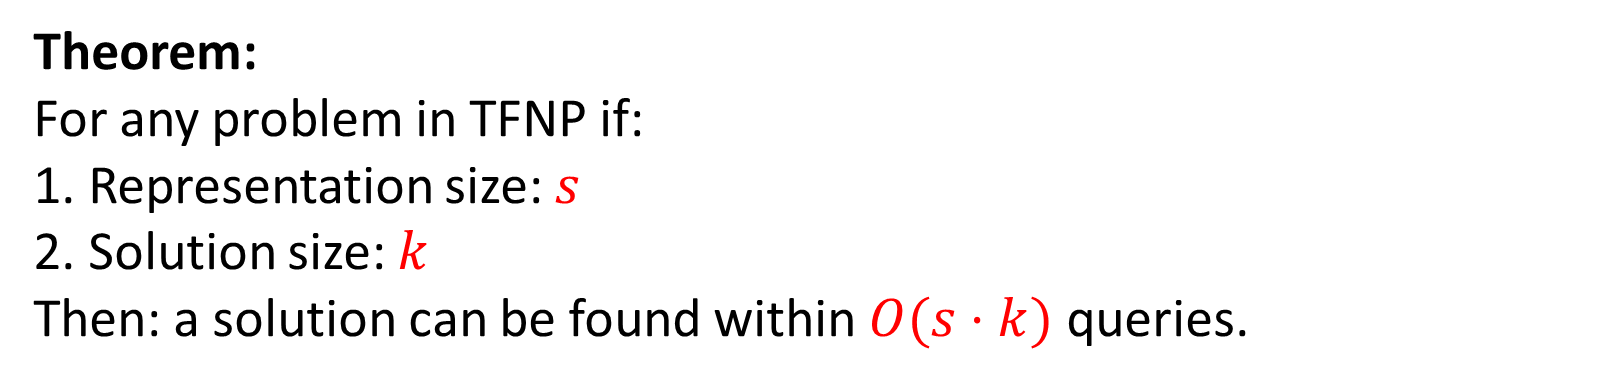 Theorem:
For any problem in TFNP if:
1. Representation size: s
2. Solution size: k
Then: a solution can be found within O(s · k) queries.